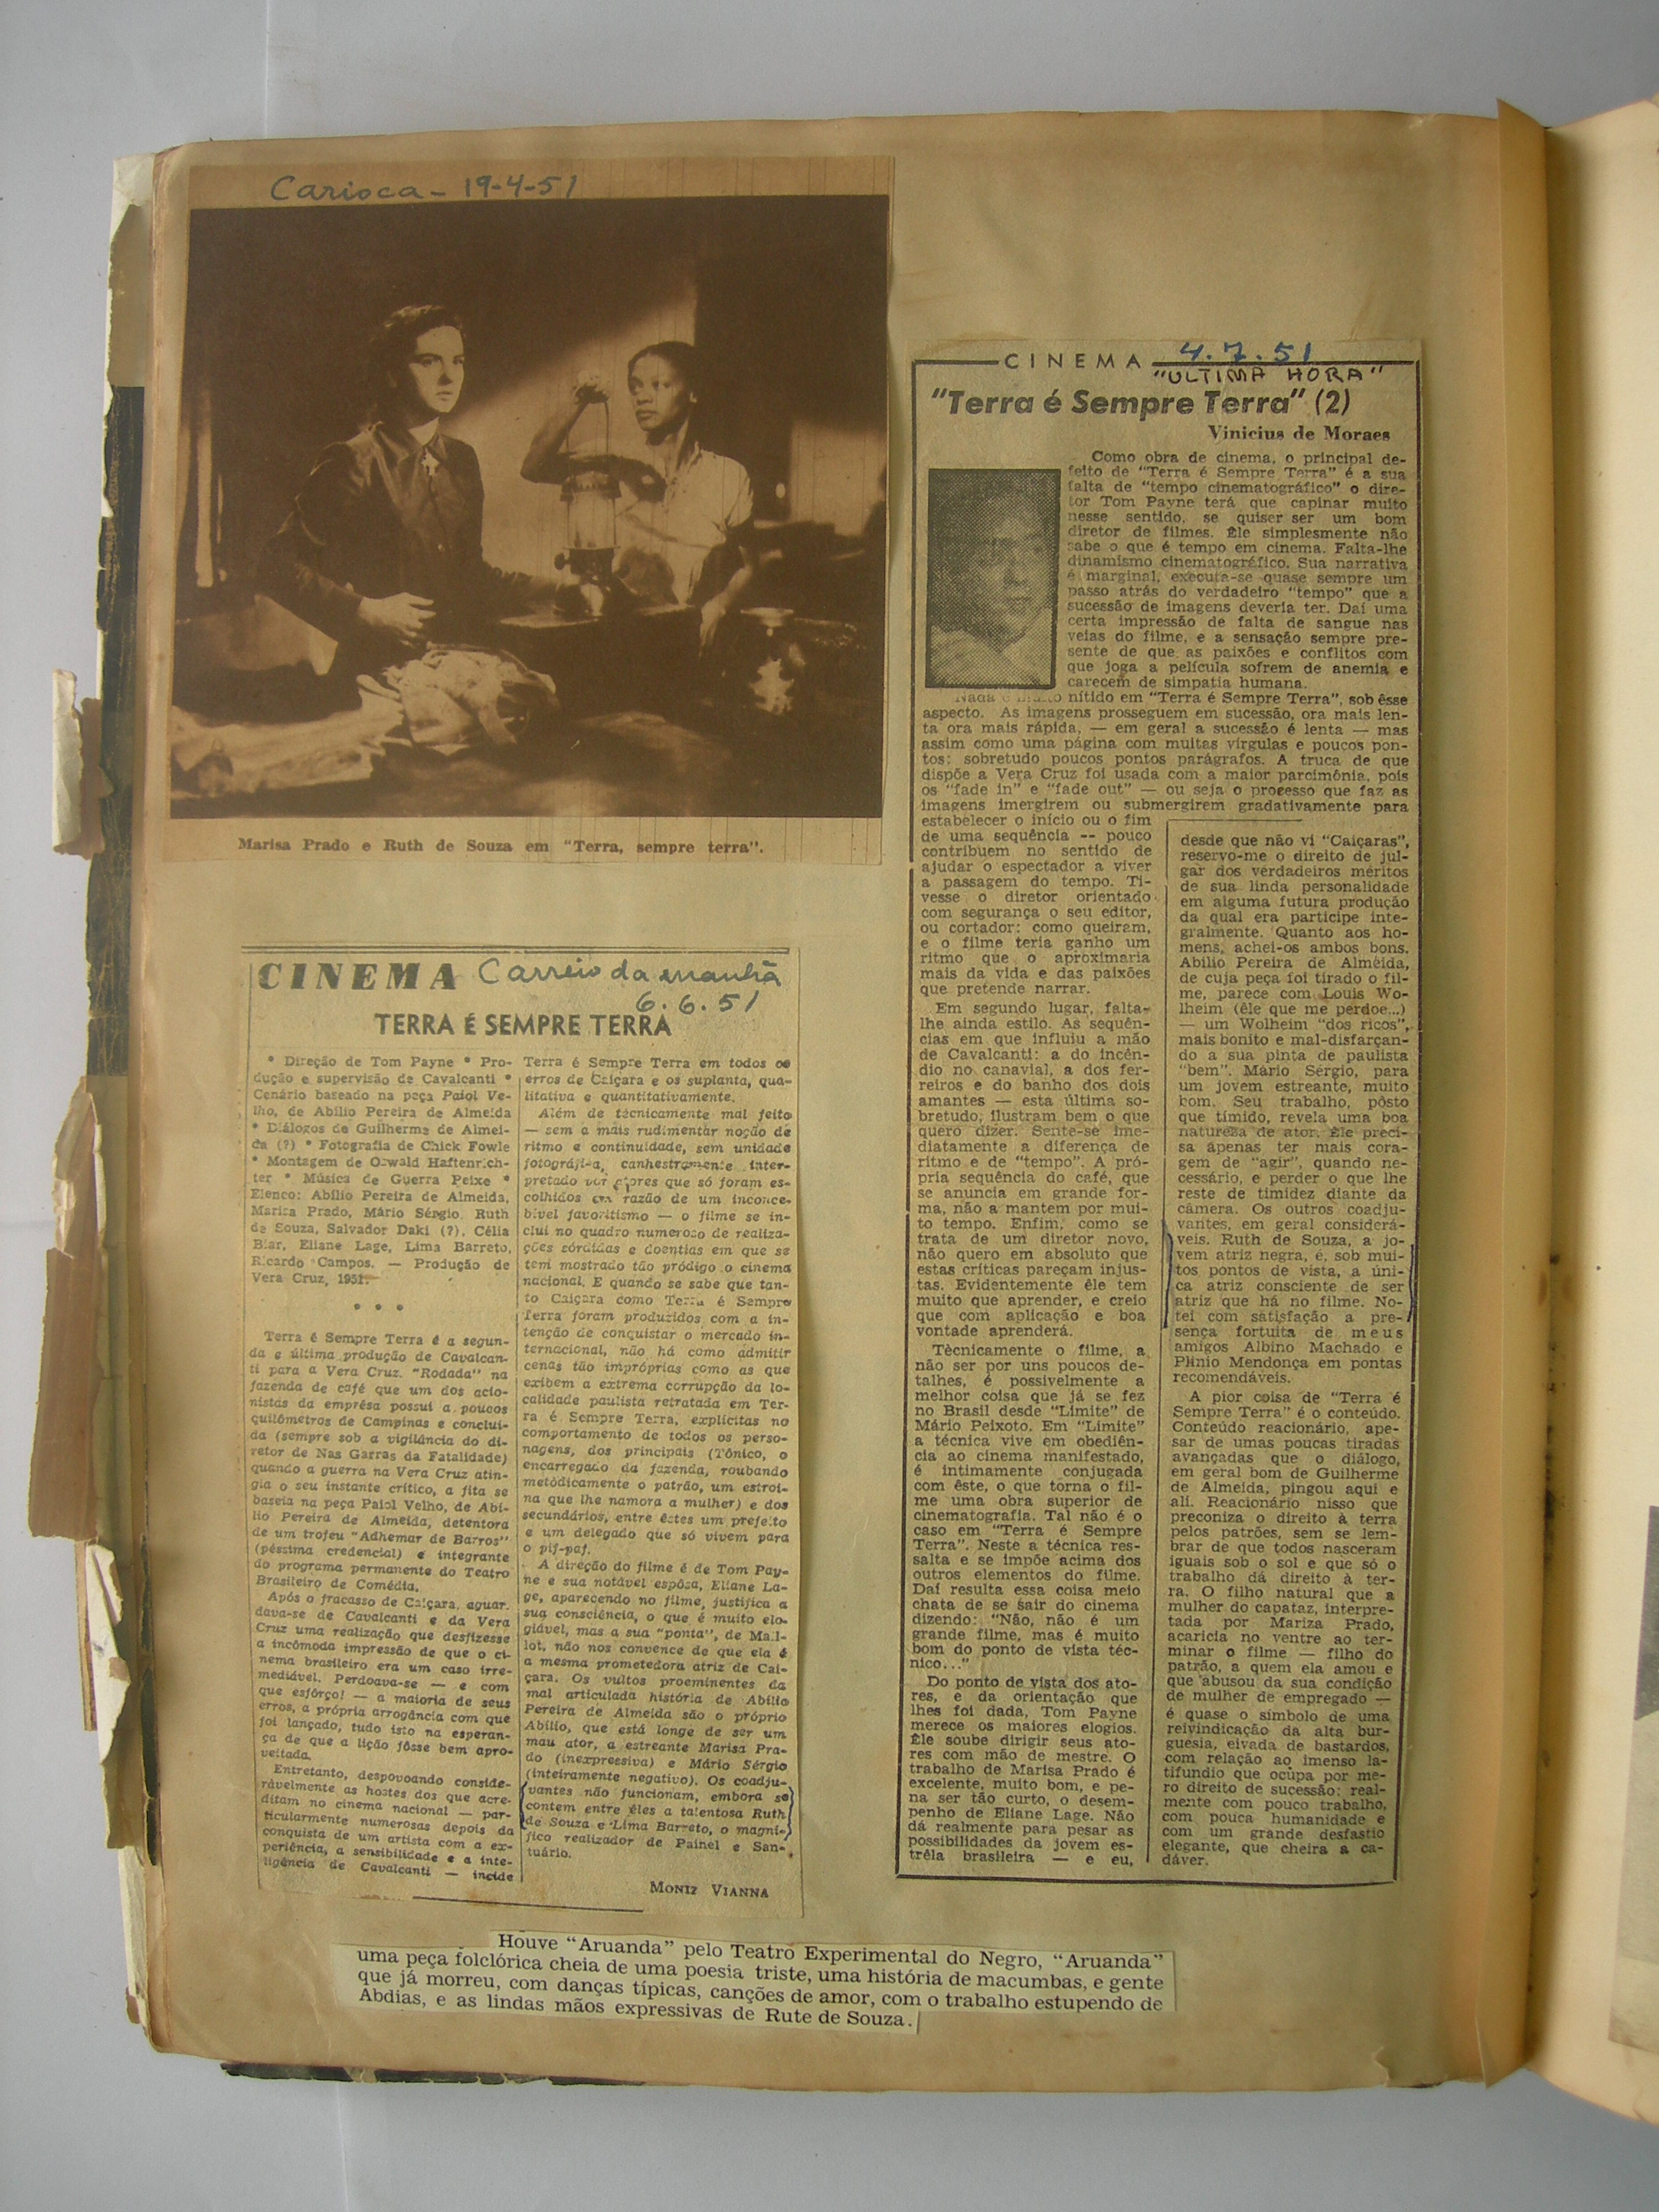 Carioca - 19-4-51
Marisa Prado e Ruth de Souza em "Terra, sempre terra".
CINEMA Correio da manhã
6.6.51
TERRA É SEMPRE TERRA
* Direção de Tom Payne * Pro-
dução e supervisão de Cavalcanti *
Cenário baseado na peça Paiol Ve-
lho, de Abílio Pereira de Almeida
* Diálogos de Guilherme de Almei-
da (?) * Fotografia de Chick Fowle
* Montagem de Oswald Haftenrich-
ter * Música de Guerra Peixe *
Elenco: Abílio Pereira de Almeida,
Marisa Prado, Mário Sérgio, Ruth
de Souza, Salvador Daki (?), Célia
Biar, Eliane Lage, Lima Barreto,
Ricardo Campos. — Produção de
Vera Cruz, 1951.
* * *
Terra é Sempre Terra é a segun-
da e última produção de Cavalcan-
ti para a Vera Cruz. "Rodada" na
fazenda de café que um dos acio-
nistas da emprêsa possui a poucos
quilômetros de Campinas e concluí-
da (sempre sob a vigilância do di-
retor de Nas Garras da Fatalidade)
quando a guerra na Vera Cruz atin-
gia o seu instante crítico, a fita se
baseia na peça Paiol Velho, de Abí-
lio Pereira de Almeida, detentora
de um trofeu "Adhemar de Barros"
(péssima credencial) e integrante
do programa permanente do Teatro
Brasileiro de Comédia.
Após o fracasso de Caiçara, aguar-
dava-se de Cavalcanti e da Vera
Cruz uma realização que desfizesse
a incômoda impressão de que o ci-
nema brasileiro era um caso irre-
mediável. Perdoava-se — e com
que esfôrço! — a maioria de seus
erros, a própria arrogância com que
foi lançado, tudo isto na esperan-
ça de que a lição fôsse bem apro-
veitada.
Entretanto, despovoando conside-
ràvelmente as hostes dos que acre-
ditam no cinema nacional — par-
ticularmente numerosas depois da
conquista de um artista com a ex-
periência, a sensibilidade e a inte-
ligência de Cavalcanti — incide
Terra é Sempre Terra em todos os
erros de Caiçara e os suplanta, qua-
litativa e quantitativamente.
Além de tècnicamente mal feito
— sem a mais rudimentar noção de
ritmo e continuidade, sem unidade
fotográfica, canhestramente inter-
pretado por atores que só foram es-
colhidos em razão de um inconce-
bível favoritismo — o filme se in-
clui no quadro numeroso de realiza-
ções sórdidas e doentias em que se
tem mostrado tão pródigo o cinema
nacional. E quando se sabe que tan-
to Caiçara como Terra é Sempre
Terra foram produzidos com a in-
tenção de conquistar o mercado in-
ternacional, não há como admitir
cenas tão impróprias como as que
exibem a extrema corrupção da lo-
calidade paulista retratada em Ter-
ra é Sempre Terra, explícitas no
comportamento de todos os perso-
nagens, dos principais (Tônico, o
encarregado da fazenda, roubando
metòdicamente o patrão, um estroi-
na que lhe namora a mulher) e dos
secundários, entre êstes um prefeito
e um delegado que só vivem para
o pif-paf.
A direção do filme é de Tom Pay-
ne e sua notável espôsa, Eliane La-
ge, aparecendo no filme, justifica a
sua consciência, o que é muito elo-
giável, mas a sua "ponta", de Mail-
lot, não nos convence de que ela é
a mesma prometedora atriz de Cai-
çara. Os vultos proeminentes da
mal articulada história de Abílio
Pereira de Almeida são o próprio
Abílio, que está longe de ser um
mau ator, a estreante Marisa Pra-
do (inexpressiva) e Mário Sérgio
(inteiramente negativo). Os coadju-
vantes não funcionam, embora se
contem entre êles a talentosa Ruth
de Souza e Lima Barreto, o magní-
fico realizador de Painel e San-
tuário.
MONIZ VIANNA
CINEMA 4.7.51
"ULTIMA HORA"
"Terra é Sempre Terra" (2)
Vinicius de Moraes
Como obra de cinema, o principal de-
feito de "Terra é Sempre Terra" é a sua
falta de "tempo cinematográfico" o dire-
tor Tom Payne terá que capinar muito
nesse sentido, se quiser ser um bom
diretor de filmes. Êle simplesmente não
sabe o que é tempo em cinema. Falta-lhe
dinamismo cinematográfico. Sua narrativa
é marginal, executa-se quase sempre um
passo atrás do verdadeiro "tempo" que a
sucessão de imagens deveria ter. Daí uma
certa impressão de falta de sangue nas
veias do filme, e a sensação sempre pre-
sente de que as paixões e conflitos com
que joga a película sofrem de anemia e
carecem de simpatia humana.
Nada é muito nítido em "Terra é Sempre Terra", sob êsse
aspecto. As imagens prosseguem em sucessão, ora mais len-
ta ora mais rápida, — em geral a sucessão é lenta — mas
assim como uma página com muitas vírgulas e poucos pon-
tos: sobretudo poucos pontos parágrafos. A truca de que
dispõe a Vera Cruz foi usada com a maior parcimônia, pois
os "fade in" e "fade out" — ou seja o processo que faz as
imagens imergirem ou submergirem gradativamente para
estabelecer o início ou o fim
de uma sequência -- pouco
contribuem no sentido de
ajudar o espectador a viver
a passagem do tempo. Ti-
vesse o diretor orientado
com segurança o seu editor,
ou cortador: como queiram,
e o filme teria ganho um
ritmo que o aproximaria
mais da vida e das paixões
que pretende narrar.
Em segundo lugar, falta-
lhe ainda estilo. As sequên-
cias em que influiu a mão
de Cavalcanti: a do incên-
dio no canavial, a dos fer-
reiros e do banho dos dois
amantes — esta última so-
bretudo; ilustram bem o que
quero dizer. Sente-se ime-
diatamente a diferença de
ritmo e de "tempo". A pró-
pria sequência do café, que
se anuncia em grande for-
ma, não a mantem por mui-
to tempo. Enfim, como se
trata de um diretor novo,
não quero em absoluto que
estas críticas pareçam injus-
tas. Evidentemente êle tem
muito que aprender, e creio
que com aplicação e boa
vontade aprenderá.
Tècnicamente o filme, a
não ser por uns poucos de-
talhes, é possivelmente a
melhor coisa que já se fez
no Brasil desde "Limite" de
Mário Peixoto. Em "Limite"
a técnica vive em obediên-
cia ao cinema manifestado,
é intimamente conjugada
com êste, o que torna o fil-
me uma obra superior de
cinematografia. Tal não é o
caso em "Terra é Sempre
Terra". Neste a técnica res-
salta e se impõe acima dos
outros elementos do filme.
Daí resulta essa coisa meio
chata de se sair do cinema
dizendo: "Não, não é um
grande filme, mas é muito
bom do ponto de vista téc-
nico..."
Do ponto de vista dos ato-
res, e da orientação que
lhes foi dada, Tom Payne
merece os maiores elogios.
Êle soube dirigir seus ato-
res com mão de mestre. O
trabalho de Marisa Prado é
excelente, muito bom, e pe-
na ser tão curto, o desem-
penho de Eliane Lage. Não
dá realmente para pesar as
possibilidades da jovem es-
trêla brasileira — e eu,
desde que não vi "Caiçaras",
reservo-me o direito de jul-
gar dos verdadeiros méritos
de sua linda personalidade
em alguma futura produção
da qual era participe inte-
gralmente. Quanto aos ho-
mens, achei-os ambos bons.
Abilio Pereira de Almeida,
de cuja peça foi tirado o fil-
me, parece com Louis Wo-
lheim (êle que me perdoe...)
— um Wolheim "dos ricos",
mais bonito e mal-disfarçan-
do a sua pinta de paulista
"bem". Mário Sérgio, para
um jovem estreante, muito
bom. Seu trabalho, pôsto
que tímido, revela uma boa
natureza de ator. Êle preci-
sa apenas ter mais cora-
gem de "agir", quando ne-
cessário, e perder o que lhe
reste de timidez diante da
câmera. Os outros coadju-
vantes, em geral considerá-
veis. Ruth de Souza, a jo-
vem atriz negra, é, sob mui-
tos pontos de vista, a úni-
ca atriz consciente de ser
atriz que há no filme. No-
tei com satisfação a pre-
sença fortuita de meus
amigos Albino Machado e
Plinio Mendonça em pontas
recomendáveis.
A pior coisa de "Terra é
Sempre Terra" é o conteúdo.
Conteúdo reacionário, ape-
sar de umas poucas tiradas
avançadas que o diálogo,
em geral bom de Guilherme
de Almeida, pingou aqui e
ali. Reacionário nisso que
preconiza o direito à terra
pelos patrões, sem se lem-
brar de que todos nasceram
iguais sob o sol e que só o
trabalho dá direito à ter-
ra. O filho natural que a
mulher do capataz, interpre-
tada por Mariza Prado,
acaricia no ventre ao ter-
minar o filme — filho do
patrão, a quem ela amou e
que abusou da sua condição
de mulher de empregado —
é quase o símbolo de uma
reivindicação da alta bur-
guesia, eivada de bastardos,
com relação ao imenso la-
tifundio que ocupa por me-
ro direito de sucessão: real-
mente com pouco trabalho,
com pouca humanidade e
com um grande desfastio
elegante, que cheira a ca-
dáver.
Houve "Aruanda" pelo Teatro Experimental do Negro, "Aruanda"
uma peça folclórica cheia de uma poesia triste, uma história de macumbas, e gente
que já morreu, com danças típicas, canções de amor, com o trabalho estupendo de
Abdias, e as lindas mãos expressivas de Rute de Souza.